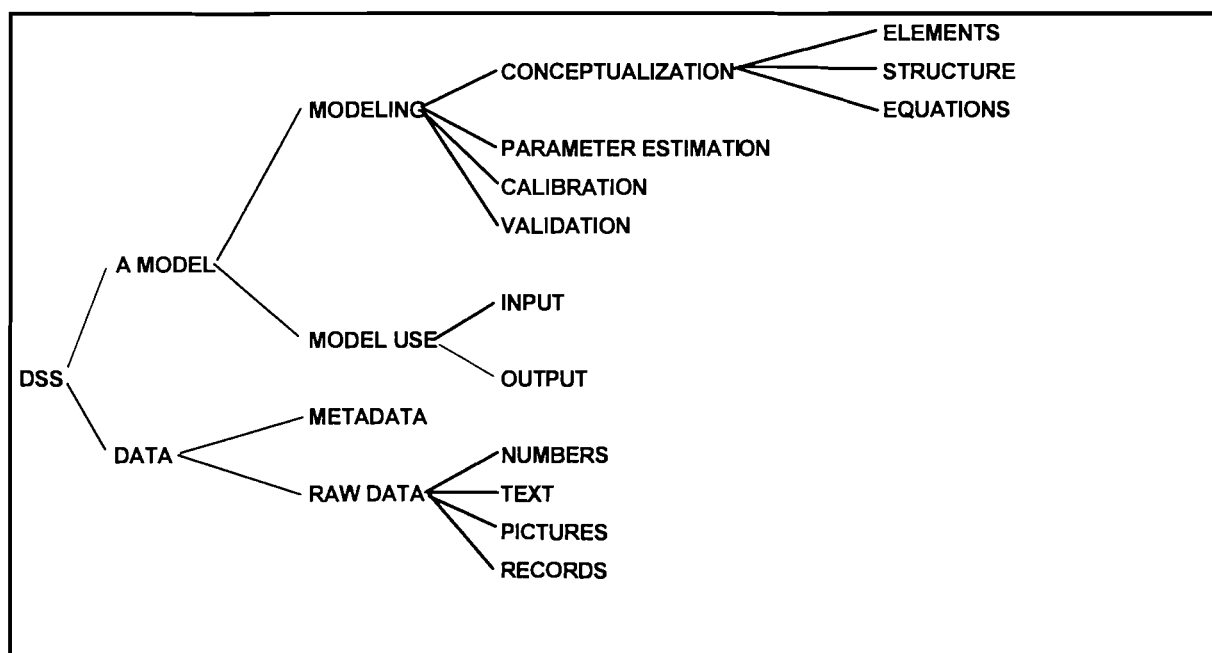 ELEMENTS
CONCEPTUALIZATION
STRUCTURE
MODELING
EQUATIONS
PARAMETER ESTIMATION
CALIBRATION
VALIDATION
A MODEL
INPUT
MODEL USE
OUTPUT
DSS
METADATA
DATA
NUMBERS
RAW DATA
TEXT
PICTURES
RECORDS